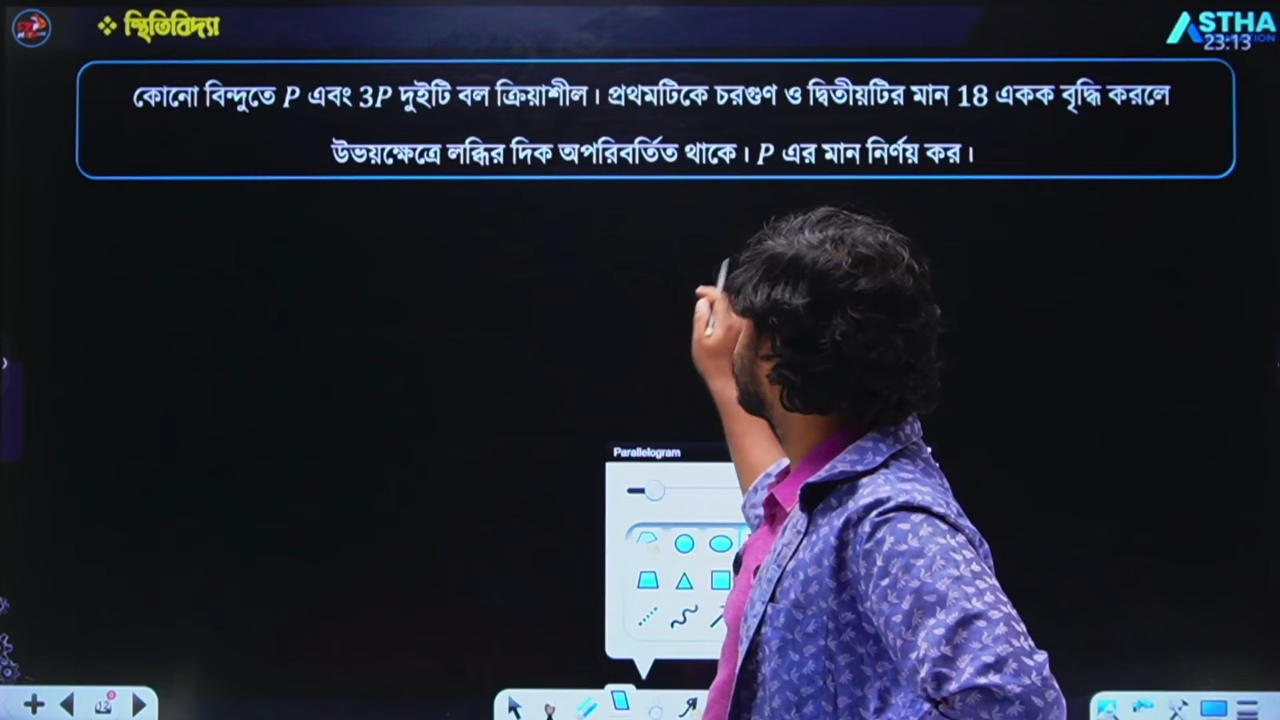 ❖ স্থিতিবিদ্যা
ASTHA
23:13
কোনো বিন্দুতে P এবং 3P দুইটি বল ক্রিয়াশীল। প্রথমটিকে চরগুণ ও দ্বিতীয়টির মান 18 একক বৃদ্ধি করলে
উভয়ক্ষেত্রে লব্ধির দিক অপরিবর্তিত থাকে। P এর মান নির্ণয় কর।
Parallelogram